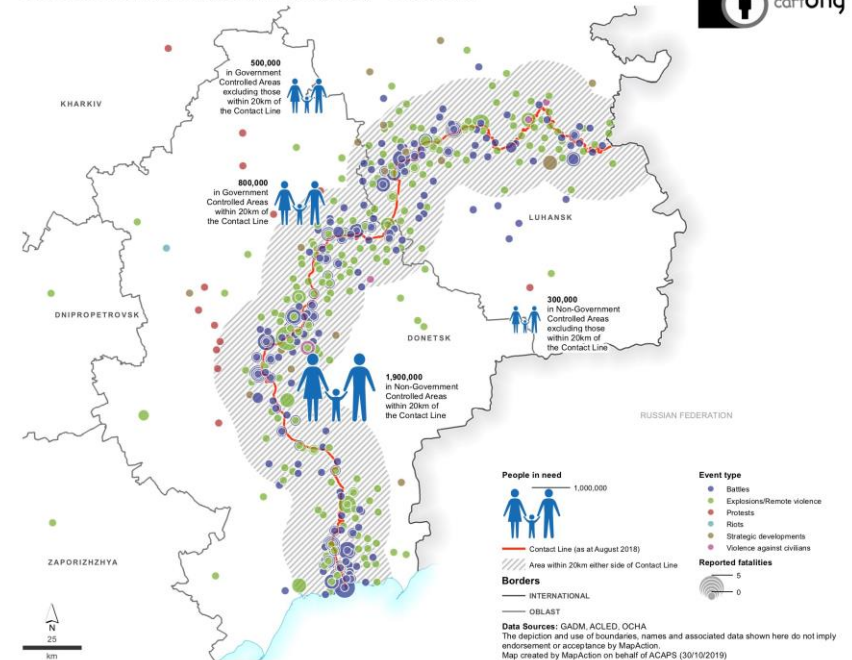 cartONG
500,000
in Government
Controlled Areas
excluding those
within 20km of
the Contact Line
KHARKIV
800,000
in Government
Controlled Areas
within 20km of
the Contact Line
LUHANSK
300,000
in Non-Government
Controlled Areas
excluding those
within 20km of
the Contact Line
DNIPROPETROVSK
DONETSK
1,900,000
in Non-Government
Controlled Areas
within 20km of
the Contact Line
RUSSIAN FEDERATION
ZAPORIZHZHYA
N
25
km
People in need
1,000,000
Contact Line (as at August 2018)
Area within 20km either side of Contact Line
Borders
INTERNATIONAL
OBLAST
Event type
Battles
Explosions/Remote violence
Protests
Riots
Strategic developments
Violence against civilians
Reported fatalities
5
0
Data Sources: GADM, ACLED, OCHA
The depiction and use of boundaries, names and associated data shown here do not imply
endorsement or acceptance by MapAction.
Map created by MapAction on behalf of ACAPS (30/10/2019)